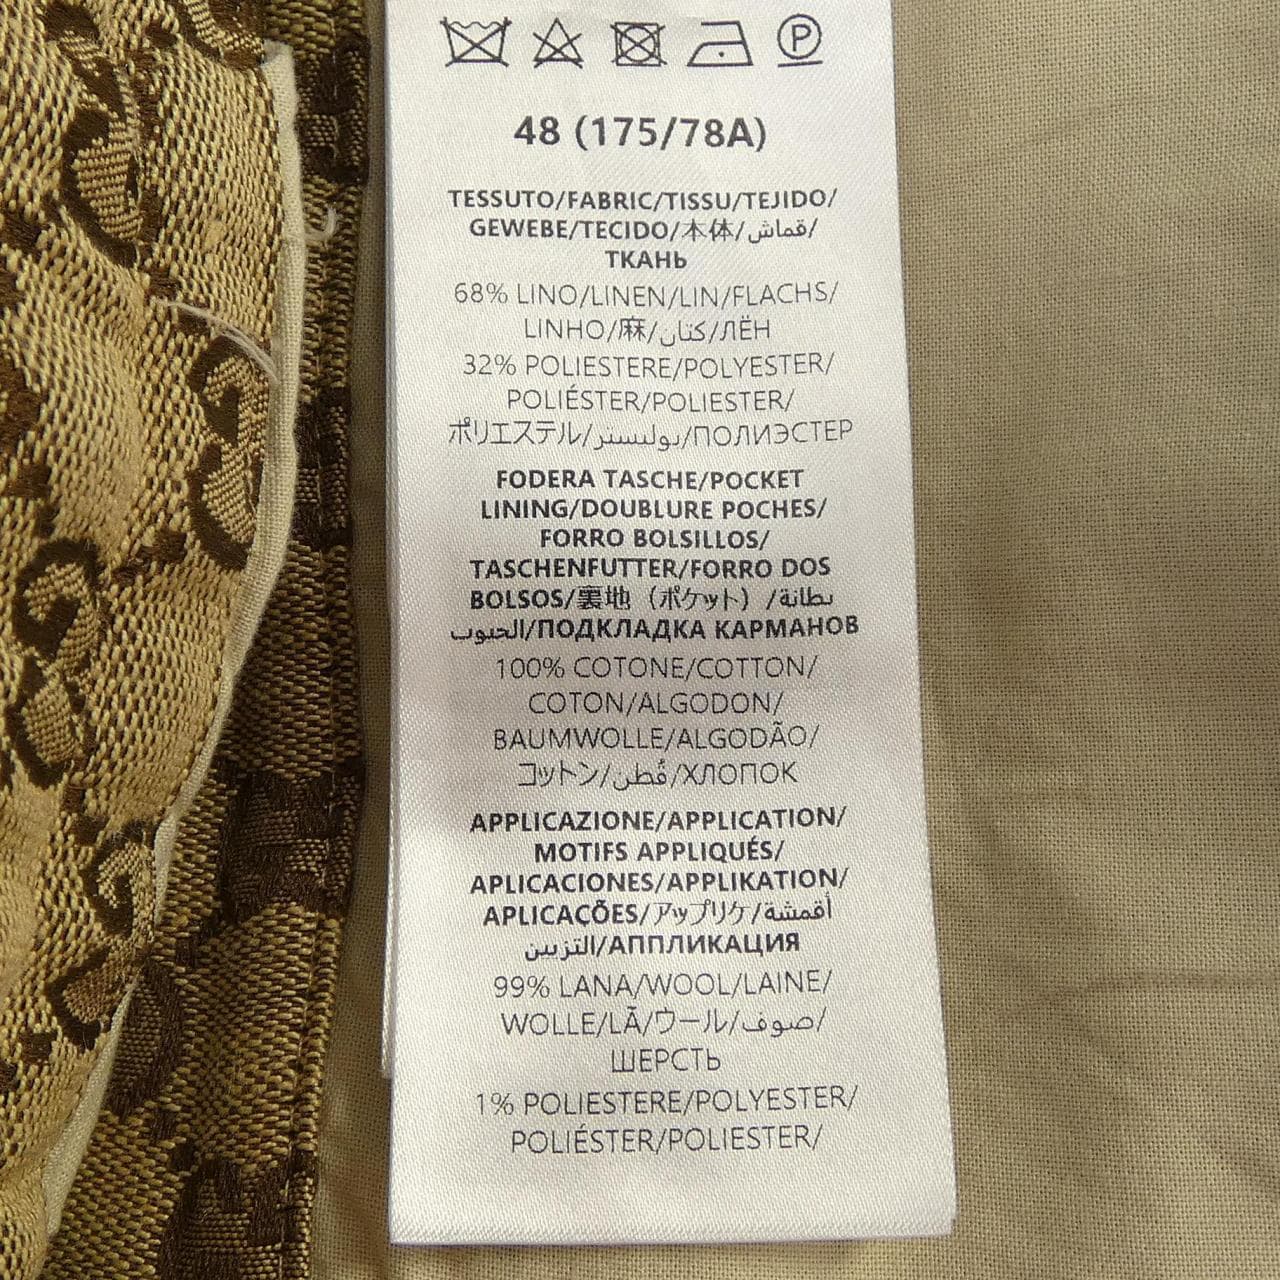 P
48 (175/78A)
TESSUTO/FABRIC/TISSU/TEJIDO/
GEWEBE/TECIDO/本体/قماش/
ТКАНЬ
68% LINO/LINEN/LIN/FLACHS/
LINHO/麻/كتان/ЛЁН
32% POLIESTERE/POLYESTER/
POLIÉSTER/POLIESTER/
ポリエステル/بوليستر/ПОЛИЭСТЕР
FODERA TASCHE/POCKET
LINING/DOUBLURE POCHES/
FORRO BOLSILLOS/
TASCHENFUTTER/FORRO DOS
BOLSOS/裏地（ポケット）/بطانة
الجيوب/ПОДКЛАДКА КАРМАНОВ
100% COTONE/COTTON/
COTON/ALGODON/
BAUMWOLLE/ALGODÃO/
コットン/قُطن/ХЛОПОК
APPLICAZIONE/APPLICATION/
MOTIFS APPLIQUÉS/
APLICACIONES/APPLIKATION/
APLICAÇÕES/アップリケ/أقمشة
التزيين/АППЛИКАЦИЯ
99% LANA/WOOL/LAINE/
WOLLE/LÃ/ウール/صوف/
ШЕРСТЬ
1% POLIESTERE/POLYESTER/
POLIÉSTER/POLIESTER/